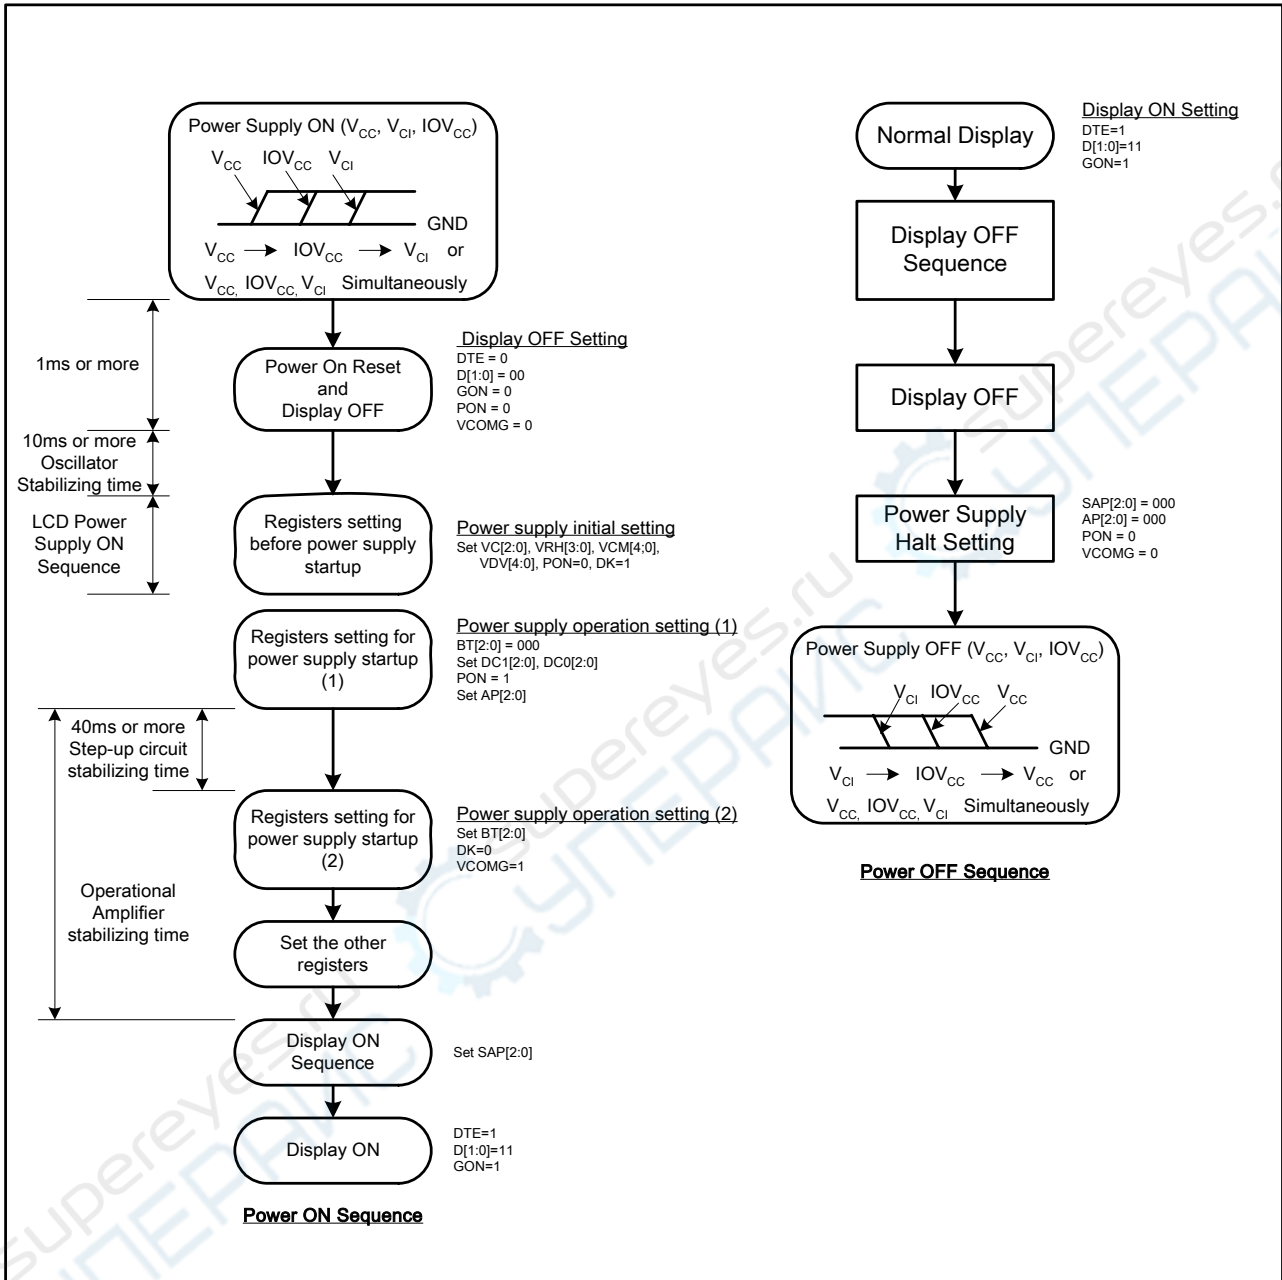 Power Supply ON (VCC, VCI, IOVCC)
VCC IOVCC VCI
GND
VCC → IOVCC → VCI or
VCC, IOVCC, VCI Simultaneously
1ms or more
Power On Reset
and
Display OFF
Display OFF Setting
DTE = 0
D[1:0] = 00
GON = 0
PON = 0
VCOMG = 0
10ms or more
Oscillator
Stabilizing time
LCD Power
Supply ON
Sequence
Registers setting
before power supply
startup
Power supply initial setting
Set VC[2:0], VRH[3:0], VCM[4;0],
VDV[4:0], PON=0, DK=1
Registers setting for
power supply startup
(1)
Power supply operation setting (1)
BT[2:0] = 000
Set DC1[2:0], DC0[2:0]
PON = 1
Set AP[2:0]
40ms or more
Step-up circuit
stabilizing time
Registers setting for
power supply startup
(2)
Power supply operation setting (2)
Set BT[2:0]
DK=0
VCOMG=1
Operational
Amplifier
stabilizing time
Set the other
registers
Display ON
Sequence
Set SAP[2:0]
Display ON
DTE=1
D[1:0]=11
GON=1
Power ON Sequence
Normal Display
Display ON Setting
DTE=1
D[1:0]=11
GON=1
Display OFF
Sequence
Display OFF
Power Supply
Halt Setting
SAP[2:0] = 000
AP[2:0] = 000
PON = 0
VCOMG = 0
Power Supply OFF (VCC, VCI, IOVCC)
VCI IOVCC VCC
GND
VCI → IOVCC → VCC or
VCC, IOVCC, VCI Simultaneously
Power OFF Sequence
supereyes.ru
СУПЕРАЙС